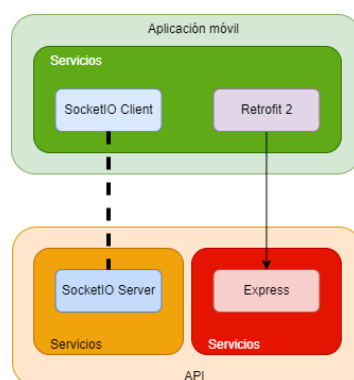 Aplicación móvil
Servicios
SocketIO Client
Retrofit 2
SocketIO Server
Express
Servicios
Servicios
API